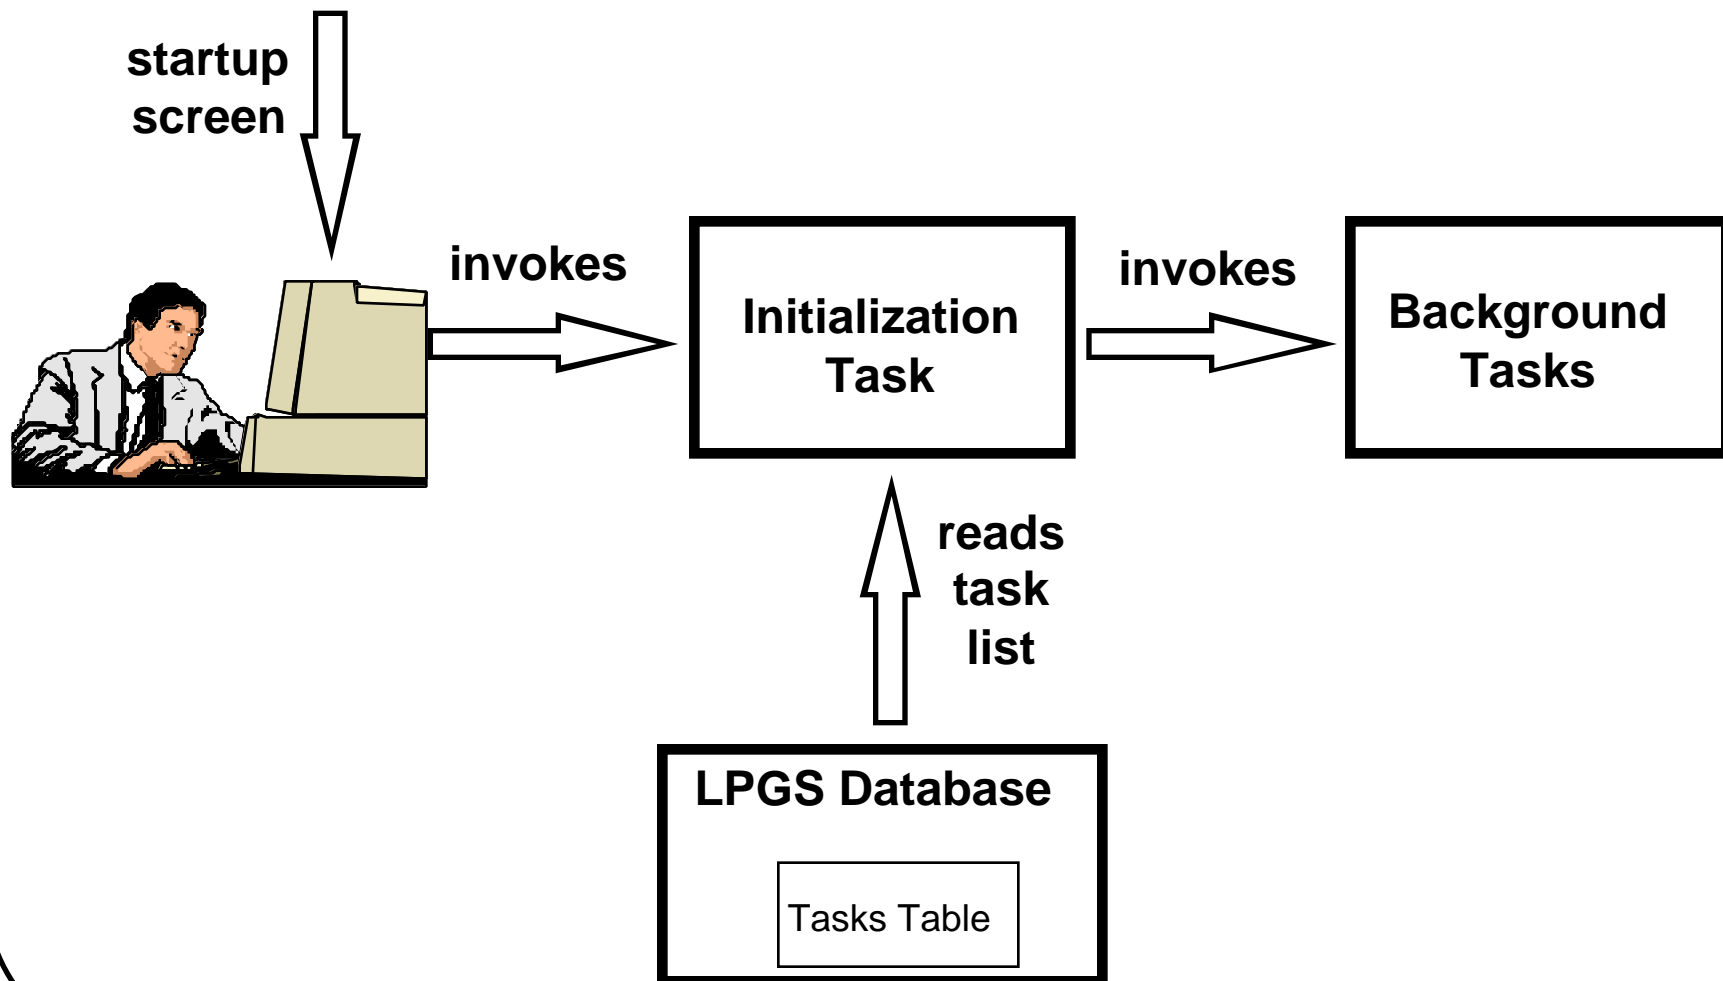 startup
screen
invokes
Initialization
Task
invokes
Background
Tasks
reads
task
list
LPGS Database
Tasks Table